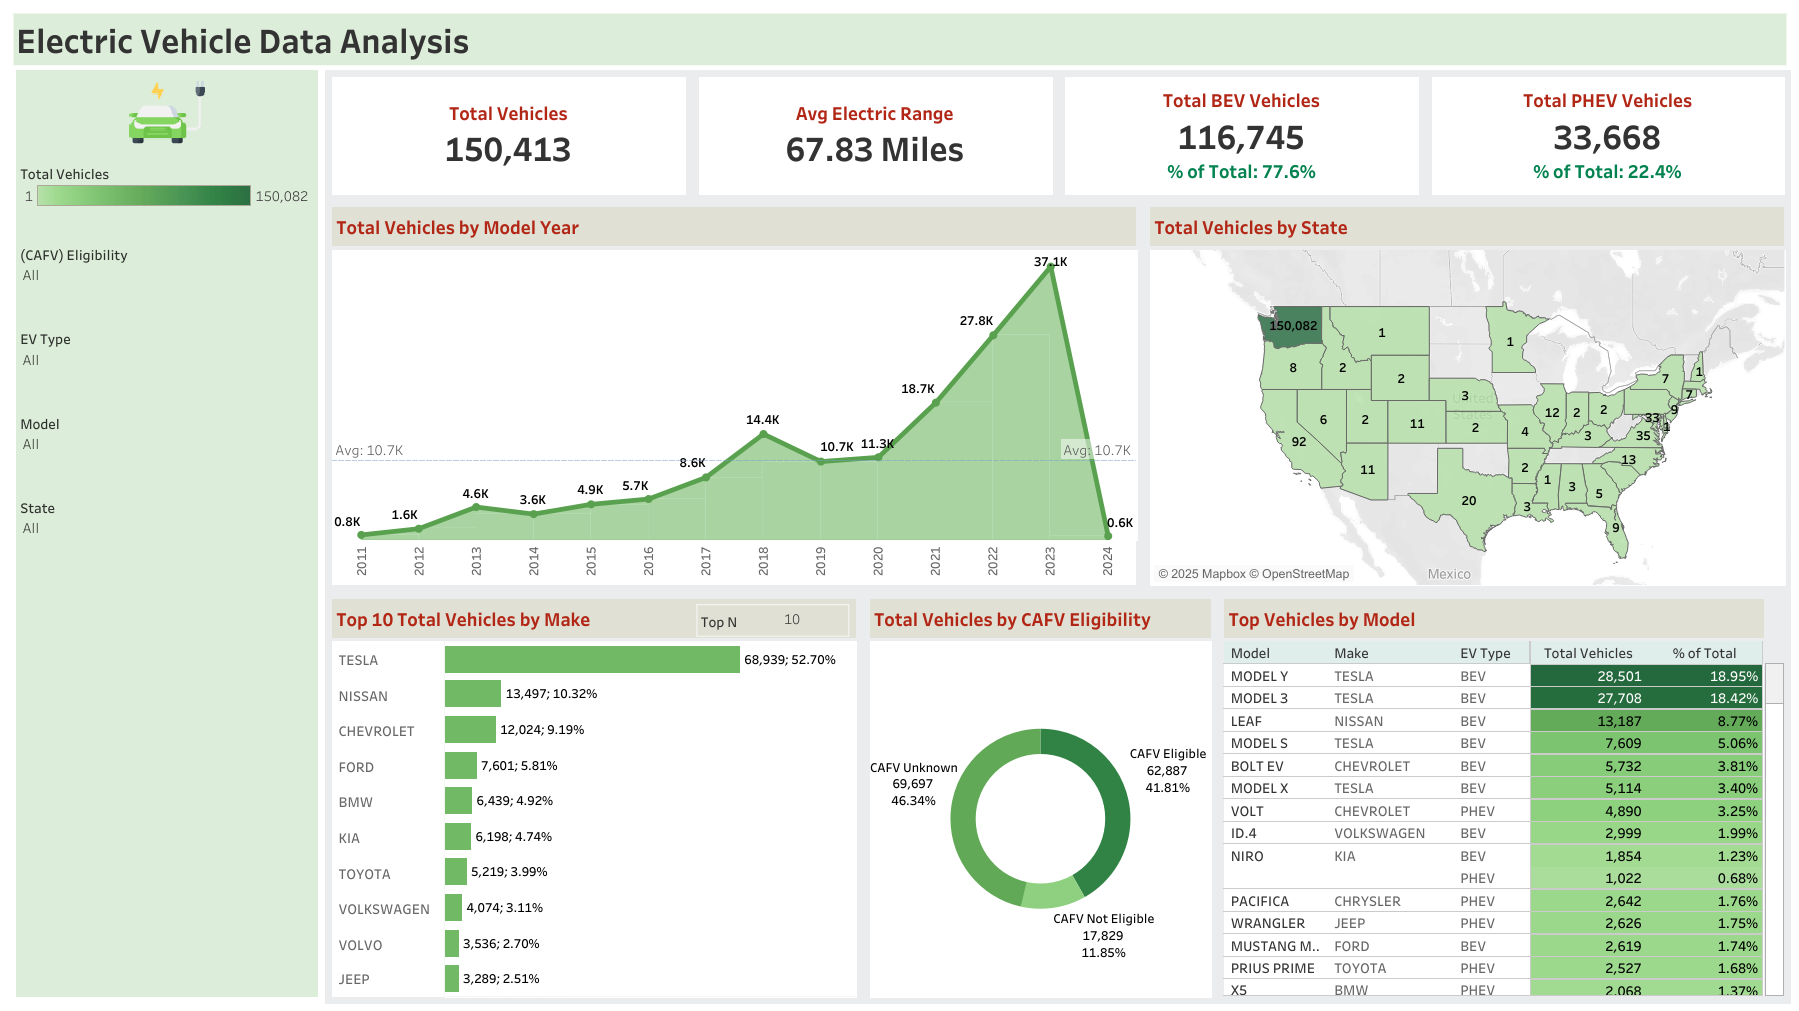 Electric Vehicle Data Analysis
Total Vehicles
1 150,082
(CAFV) Eligibility
All
EV Type
All
Model
All
State
All
Total Vehicles
150,413
Avg Electric Range
67.83 Miles
Total BEV Vehicles
116,745
% of Total: 77.6%
Total PHEV Vehicles
33,668
% of Total: 22.4%
Total Vehicles by Model Year
37.1K
27.8K
18.7K
14.4K
10.7K 11.3K
Avg: 10.7K Avg: 10.7K
8.6K
5.7K
4.9K
4.6K
3.6K
1.6K
0.8K
0.6K
2011 2012 2013 2014 2015 2016 2017 2018 2019 2020 2021 2022 2023 2024
Total Vehicles by State
150,082 1 1
8 2 2 7 1
3 7
United
States
6 2 11 2 12 2 2 33 9
92 4 3 35 1
11 2 13
20 3 1 3 5
9
© 2025 Mapbox © OpenStreetMap Mexico
Top 10 Total Vehicles by Make
Top N 10
TESLA 68,939; 52.70%
NISSAN 13,497; 10.32%
CHEVROLET 12,024; 9.19%
FORD 7,601; 5.81%
BMW 6,439; 4.92%
KIA 6,198; 4.74%
TOYOTA 5,219; 3.99%
VOLKSWAGEN 4,074; 3.11%
VOLVO 3,536; 2.70%
JEEP 3,289; 2.51%
Total Vehicles by CAFV Eligibility
CAFV Eligible
62,887
41.81%
CAFV Unknown
69,697
46.34%
CAFV Not Eligible
17,829
11.85%
Top Vehicles by Model
Model Make EV Type Total Vehicles % of Total
MODEL Y TESLA BEV 28,501 18.95%
MODEL 3 TESLA BEV 27,708 18.42%
LEAF NISSAN BEV 13,187 8.77%
MODEL S TESLA BEV 7,609 5.06%
BOLT EV CHEVROLET BEV 5,732 3.81%
MODEL X TESLA BEV 5,114 3.40%
VOLT CHEVROLET PHEV 4,890 3.25%
ID.4 VOLKSWAGEN BEV 2,999 1.99%
NIRO KIA BEV 1,854 1.23%
PHEV 1,022 0.68%
PACIFICA CHRYSLER PHEV 2,642 1.76%
WRANGLER JEEP PHEV 2,626 1.75%
MUSTANG M.. FORD BEV 2,619 1.74%
PRIUS PRIME TOYOTA PHEV 2,527 1.68%
X5 BMW PHEV 2,068 1.37%